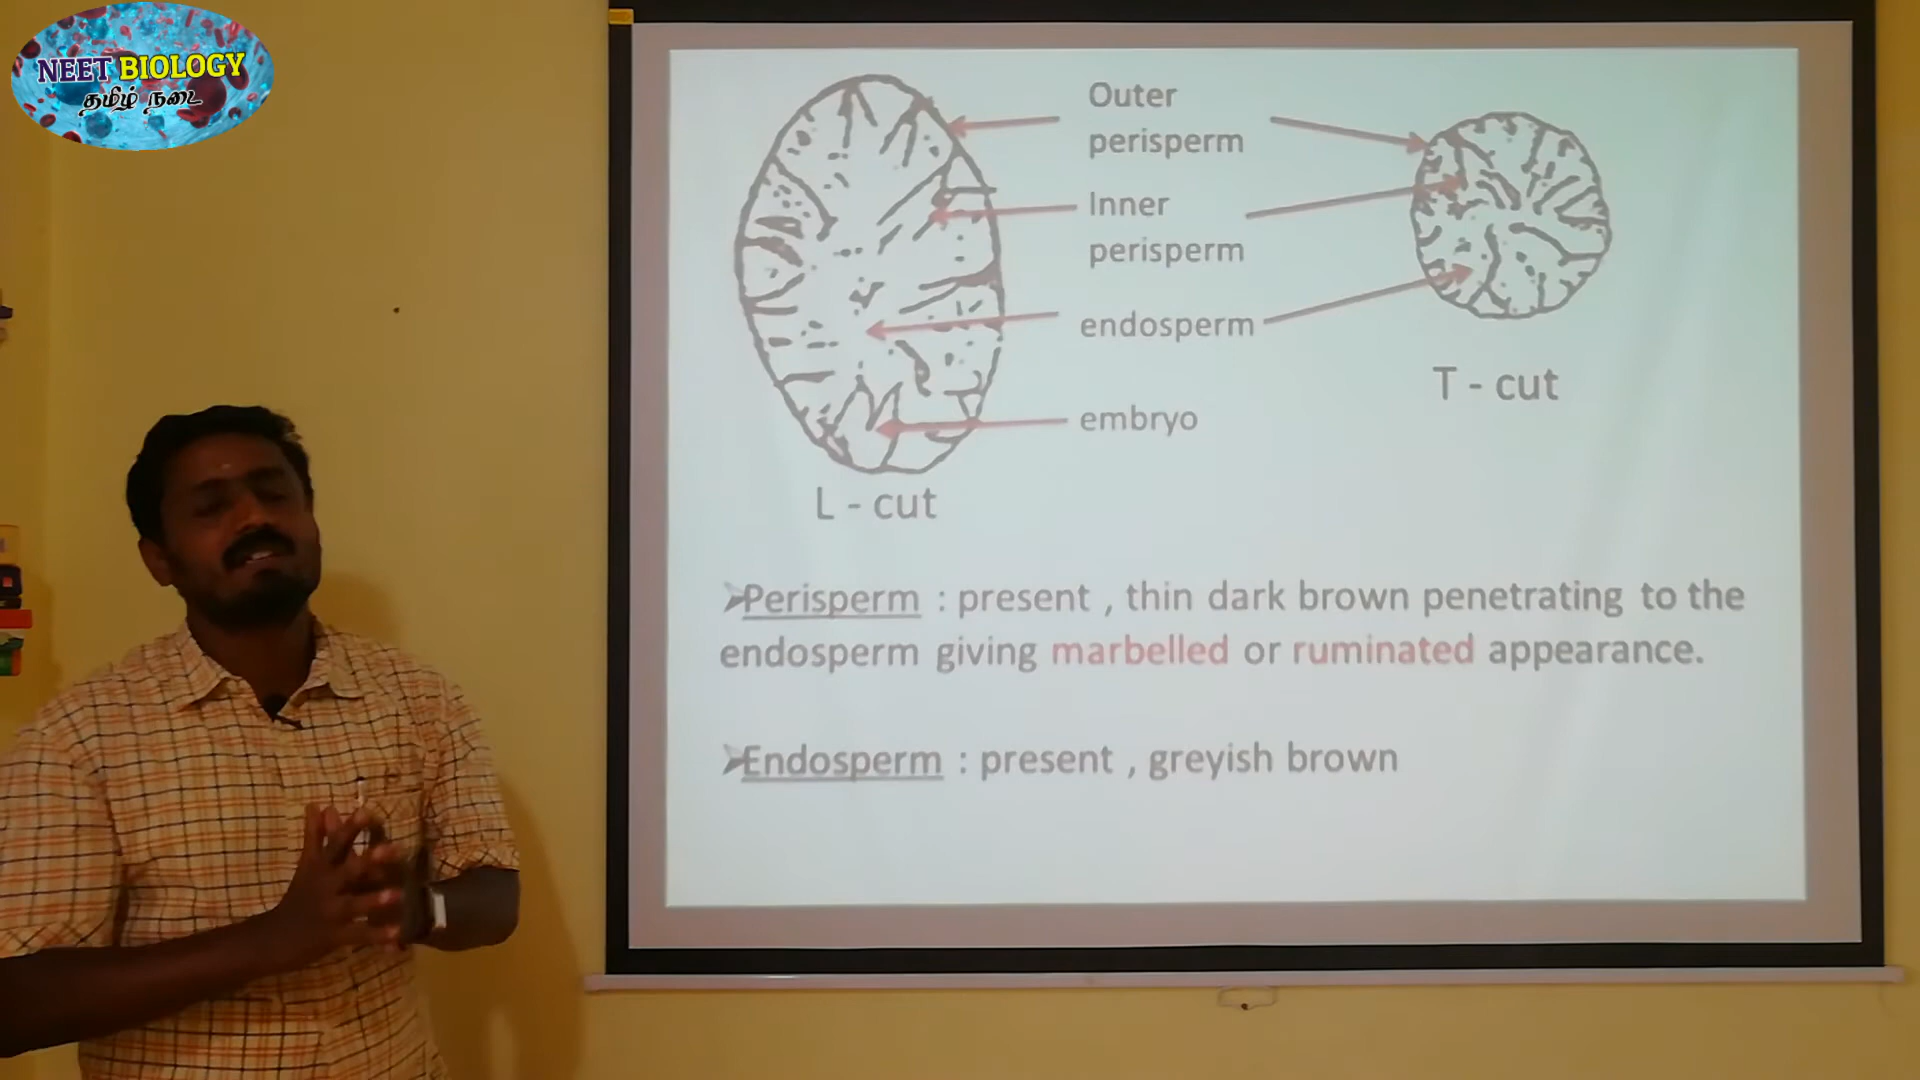 NEET BIOLOGY
தமிழ் நடை
Outer
perisperm
Inner
perisperm
endosperm
embryo
L - cut
T - cut
➢Perisperm : present , thin dark brown penetrating to the
endosperm giving marbelled or ruminated appearance.
➢Endosperm : present , greyish brown